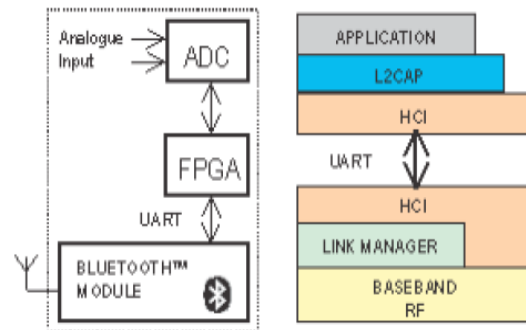 Analogue
Input
ADC
FPGA
UART
BLUETOOTH™
MODULE
APPLICATION
L2CAP
HCI
UART
HCI
LINK MANAGER
BASEBAND
RF